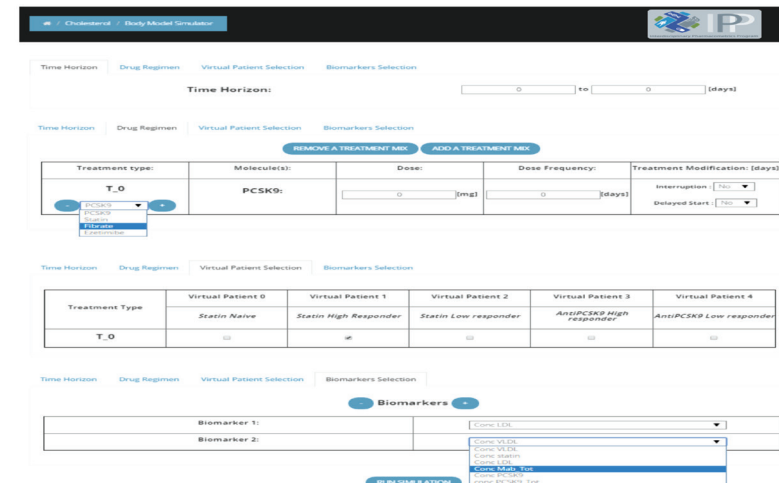 / Cholesterol / Body Model Simulator
IPP
Time Horizon Drug Regimen Virtual Patient Selection Biomarkers Selection
Time Horizon: 0 to 0 [days]
Time Horizon Drug Regimen Virtual Patient Selection Biomarkers Selection
REMOVE A TREATMENT MIX ADD A TREATMENT MIX
Treatment type: Molecule(s): Dose: Dose Frequency: Treatment Modification: [days]
T_0 PCSK9: 0 [mg] 0 [days] Interruption : No
- PCSK9 + Delayed Start : No
PCSK9
Statin
Fibrate
Ezetimibe
Time Horizon Drug Regimen Virtual Patient Selection Biomarkers Selection
Treatment Type Virtual Patient 0 Virtual Patient 1 Virtual Patient 2 Virtual Patient 3 Virtual Patient 4
Statin Naive Statin High Responder Statin Low responder AntiPCSK9 High responder AntiPCSK9 Low responder
T_0
Time Horizon Drug Regimen Virtual Patient Selection Biomarkers Selection
- Biomarkers +
Biomarker 1: Conc LDL
Biomarker 2: Conc VLDL
Conc VLDL
Conc statin
Conc LDL
Conc Mab_Tot
Conc PCSK9
conc PCSK9_Tot
RUN SIMULATION